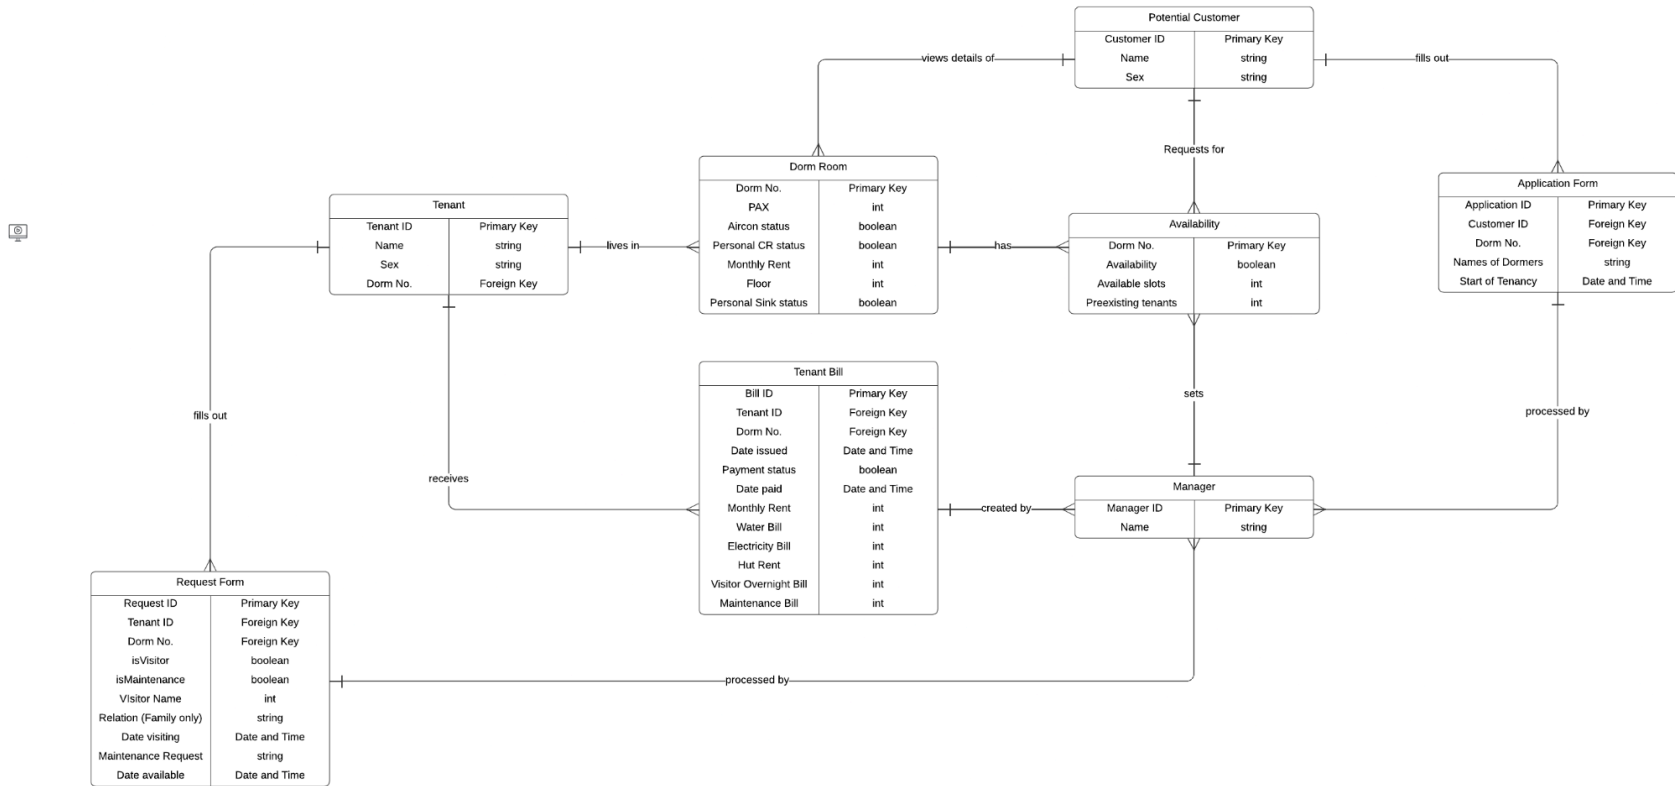 Potential Customer
Customer ID Primary Key
Name string
Sex string
views details of
fills out
Requests for
Dorm Room
Dorm No. Primary Key
PAX int
Aircon status boolean
Personal CR status boolean
Monthly Rent int
Floor int
Personal Sink status boolean
Application Form
Application ID Primary Key
Customer ID Foreign Key
Dorm No. Foreign Key
Names of Dormers string
Start of Tenancy Date and Time
Tenant
Tenant ID Primary Key
Name string
Sex string
Dorm No. Foreign Key
lives in
has
Availability
Dorm No. Primary Key
Availability boolean
Available slots int
Preexisting tenants int
Tenant Bill
Bill ID Primary Key
Tenant ID Foreign Key
Dorm No. Foreign Key
Date issued Date and Time
Payment status boolean
Date paid Date and Time
Monthly Rent int
Water Bill int
Electricity Bill int
Hut Rent int
Visitor Overnight Bill int
Maintenance Bill int
sets
processed by
fills out
receives
created by
Manager
Manager ID Primary Key
Name string
Request Form
Request ID Primary Key
Tenant ID Foreign Key
Dorm No. Foreign Key
isVisitor boolean
isMaintenance boolean
VIsitor Name int
Relation (Family only) string
Date visiting Date and Time
Maintenance Request string
Date available Date and Time
processed by